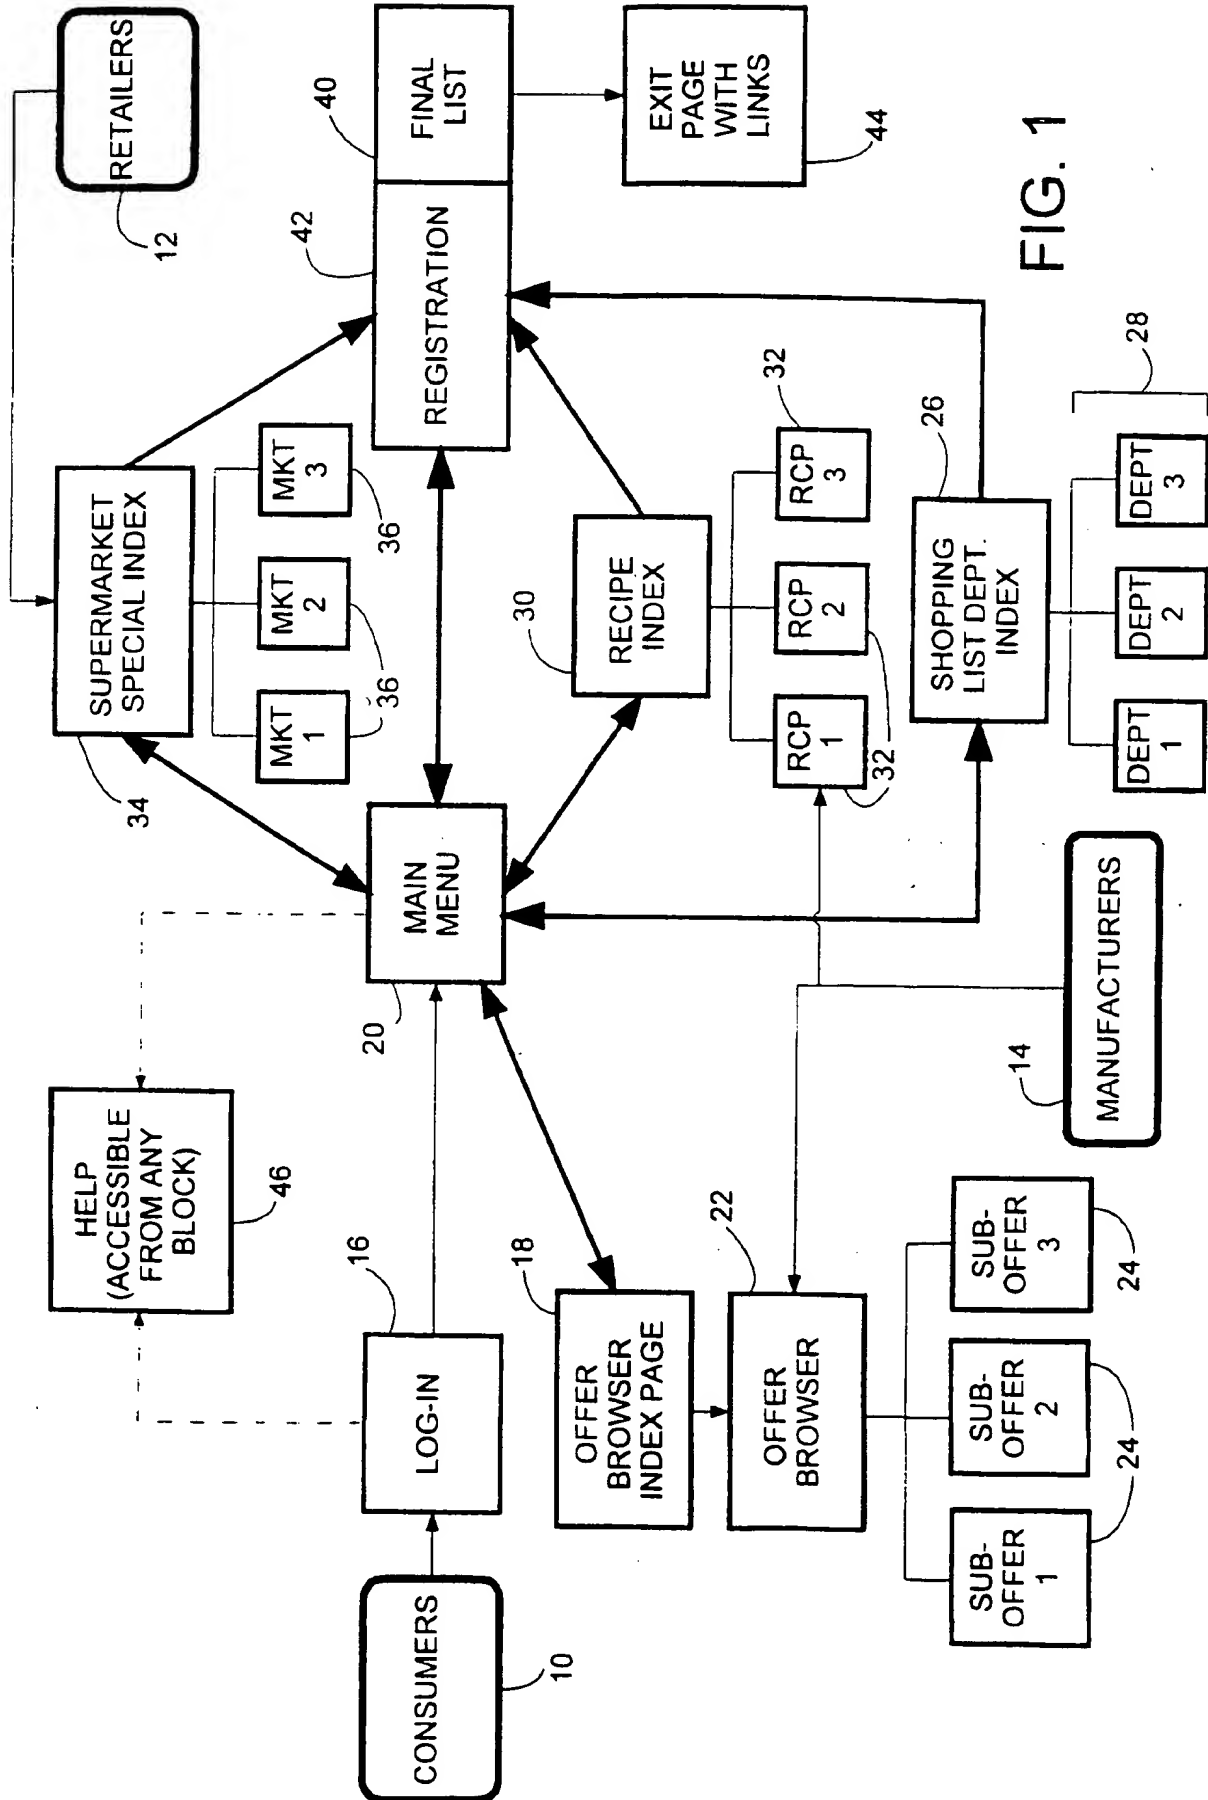 RETAILERS
12
SUPERMARKET
SPECIAL INDEX
34
MKT
1
MKT
2
MKT
3
36
36
HELP
(ACCESSIBLE
FROM ANY
BLOCK)
46
CONSUMERS
10
LOG-IN
16
MAIN
MENU
20
REGISTRATION
42
FINAL
LIST
40
EXIT
PAGE
WITH
LINKS
44
OFFER
BROWSER
INDEX PAGE
18
OFFER
BROWSER
22
SUB-
OFFER
1
SUB-
OFFER
2
SUB-
OFFER
3
24
24
RECIPE
INDEX
30
RCP
1
RCP
2
RCP
3
32
32
SHOPPING
LIST DEPT.
INDEX
26
DEPT
1
DEPT
2
DEPT
3
28
MANUFACTURERS
14
FIG. 1